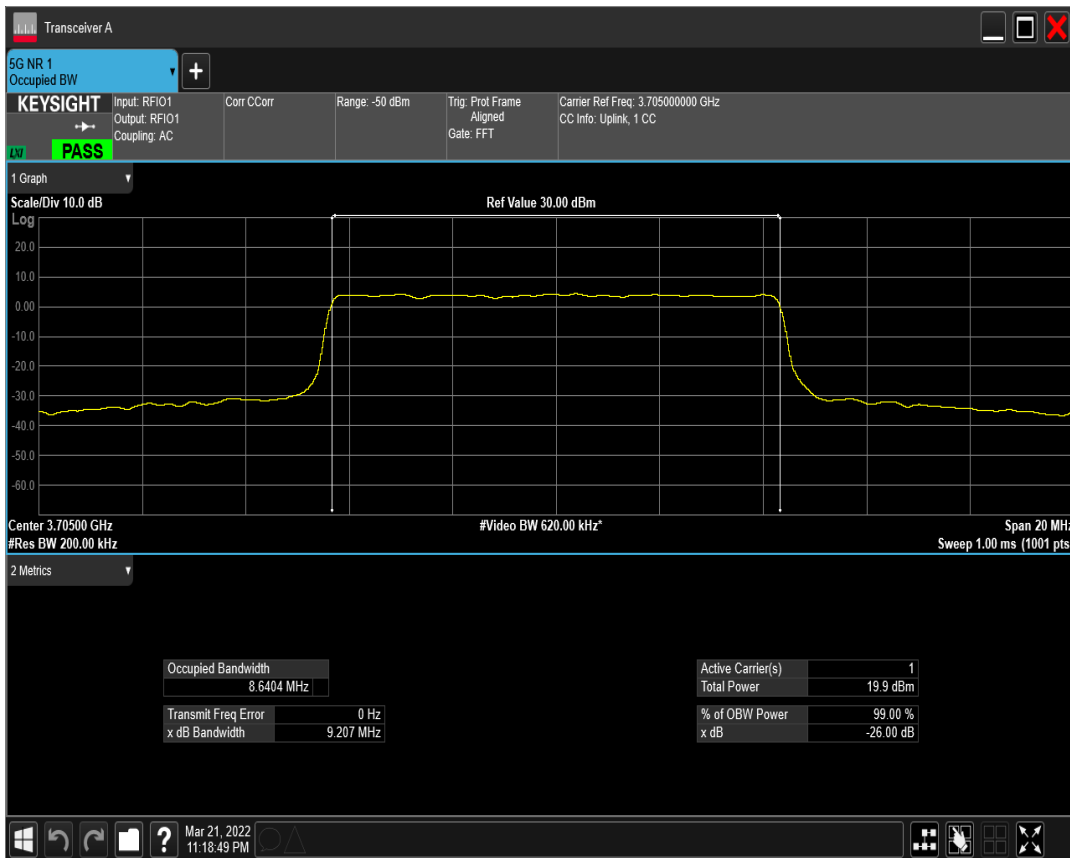 Transceiver A
5G NR 1
Occupied BW
+
KEYSIGHT
LXI
PASS
Input: RFIO1
Output: RFIO1
Coupling: AC
Corr CCorr
Range: -50 dBm
Trig: Prot Frame
Aligned
Gate: FFT
Carrier Ref Freq: 3.705000000 GHz
CC Info: Uplink, 1 CC
1 Graph
Scale/Div 10.0 dB
Ref Value 30.00 dBm
Log
20.0
10.0
0.00
-10.0
-20.0
-30.0
-40.0
-50.0
-60.0
Center 3.70500 GHz
#Video BW 620.00 kHz*
Span 20 MHz
#Res BW 200.00 kHz
Sweep 1.00 ms (1001 pts
2 Metrics
Occupied Bandwidth
8.6404 MHz
Transmit Freq Error 0 Hz
x dB Bandwidth 9.207 MHz
Active Carrier(s) 1
Total Power 19.9 dBm
% of OBW Power 99.00 %
x dB -26.00 dB
?
Mar 21, 2022
11:18:49 PM